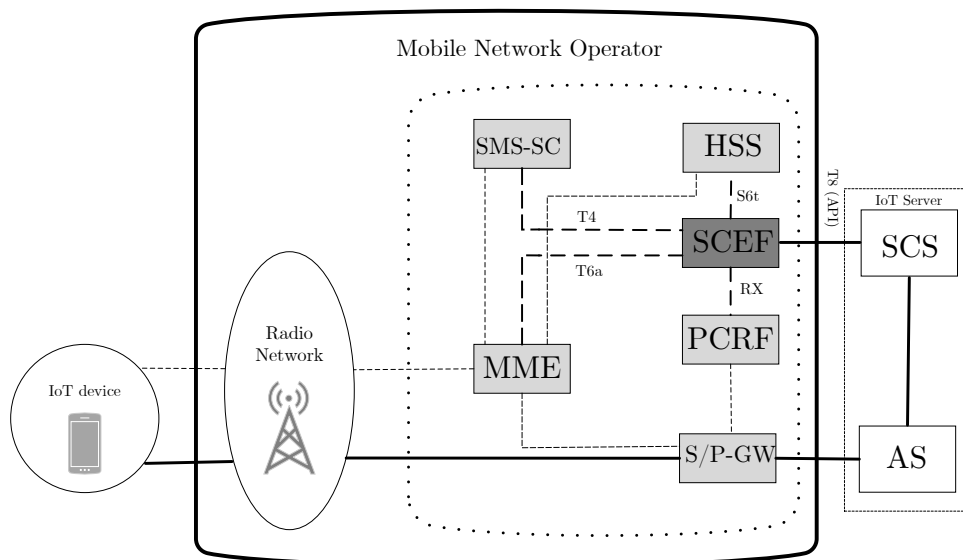 Mobile Network Operator
SMS-SC
HSS
T8 (API)
S6t
IoT Server
T4
SCEF
SCS
T6a
RX
Radio
Network
PCRF
MME
IoT device
S/P-GW
AS